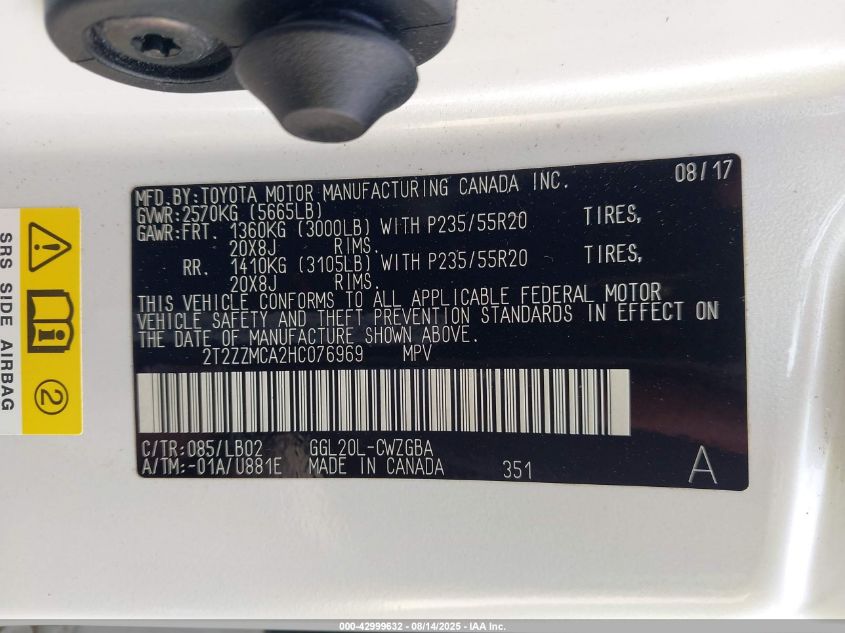 MFD.BY:TOYOTA MOTOR MANUFACTURING CANADA INC. 08/17
GVWR:2570KG (5665LB)
GAWR:FRT. 1360KG (3000LB) WITH P235/55R20 TIRES,
20X8J RIMS.
RR. 1410KG (3105LB) WITH P235/55R20 TIRES,
20X8J RIMS.
THIS VEHICLE CONFORMS TO ALL APPLICABLE FEDERAL MOTOR
VEHICLE SAFETY AND THEFT PREVENTION STANDARDS IN EFFECT ON
THE DATE OF MANUFACTURE SHOWN ABOVE.
2T2ZZMCA2HC076969 MPV
C/TR:085/LB02 GGL20L-CWZGBA
A/TM:-01A/U881E MADE IN CANADA 351 A
SRS SIDE AIRBAG
2
000-42999632 - 08/14/2025 - IAA Inc.